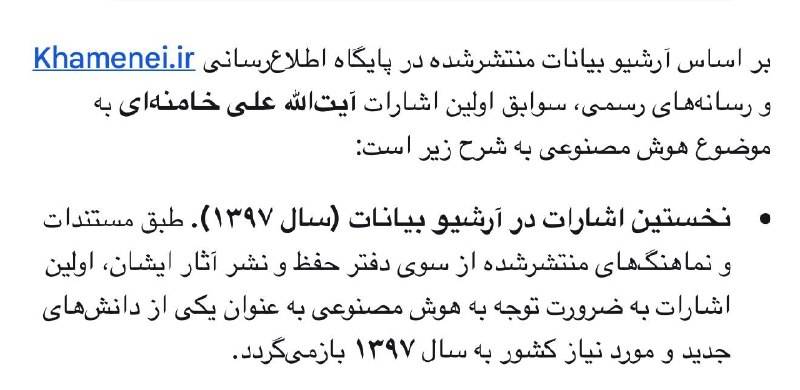 بر اساس آرشیو بیانات منتشرشده در پایگاه اطلاع‌رسانی Khamenei.ir
و رسانه‌های رسمی، سوابق اولین اشارات آیت‌الله علی خامنه‌ای به
موضوع هوش مصنوعی به شرح زیر است:
• نخستین اشارات در آرشیو بیانات (سال ۱۳۹۷). طبق مستندات
و نماهنگ‌های منتشرشده از سوی دفتر حفظ و نشر آثار ایشان، اولین
اشارات به ضرورت توجه به هوش مصنوعی به عنوان یکی از دانش‌های
جدید و مورد نیاز کشور به سال ۱۳۹۷ بازمی‌گردد.